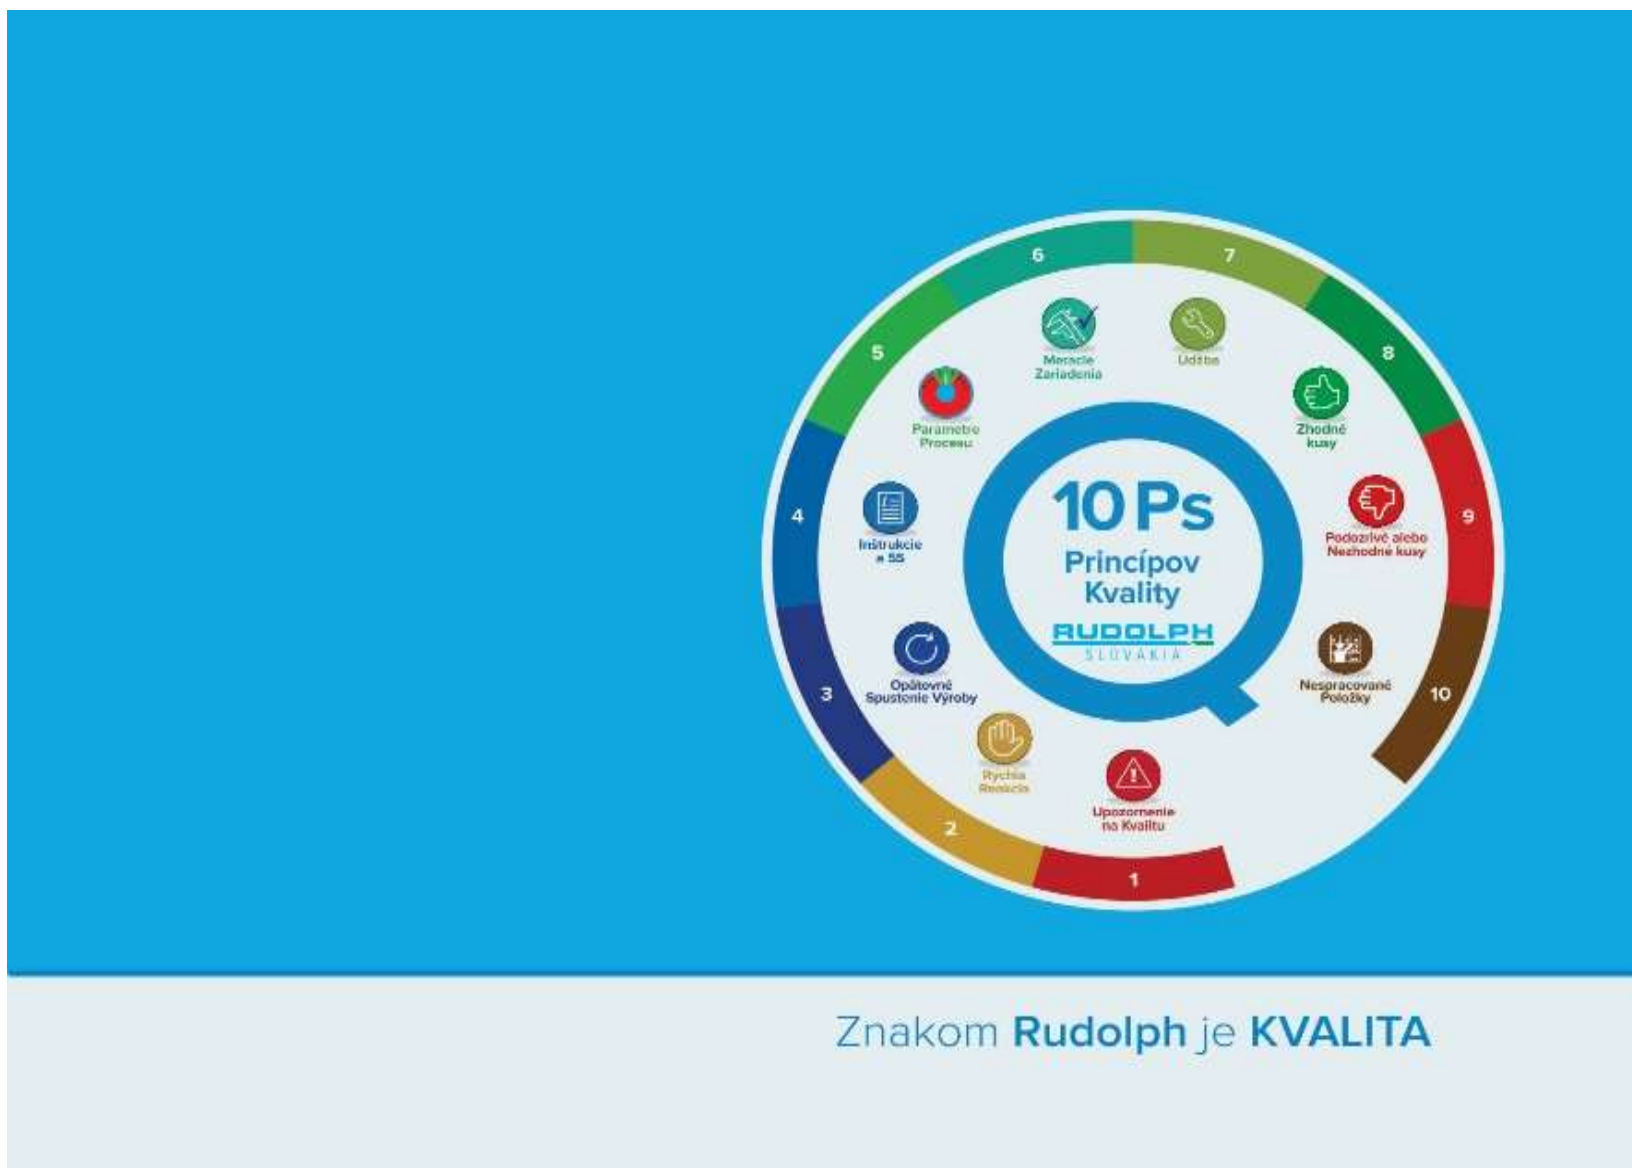 10 Ps
Princípov
Kvality
RUDOLPH
SLOVAKIA
1
Upozornenie
na Kvalitu
2
Rýchla
Reakcia
3
Opätovné
Spustenie Výroby
4
Inštrukcie
a 5S
5
Parametre
Procesu
6
Meracie
Zariadenia
7
Údžba
8
Zhodné
kusy
9
Podozrivé alebo
Nezhodné kusy
10
Nespracované
Položky
Znakom Rudolph je KVALITA